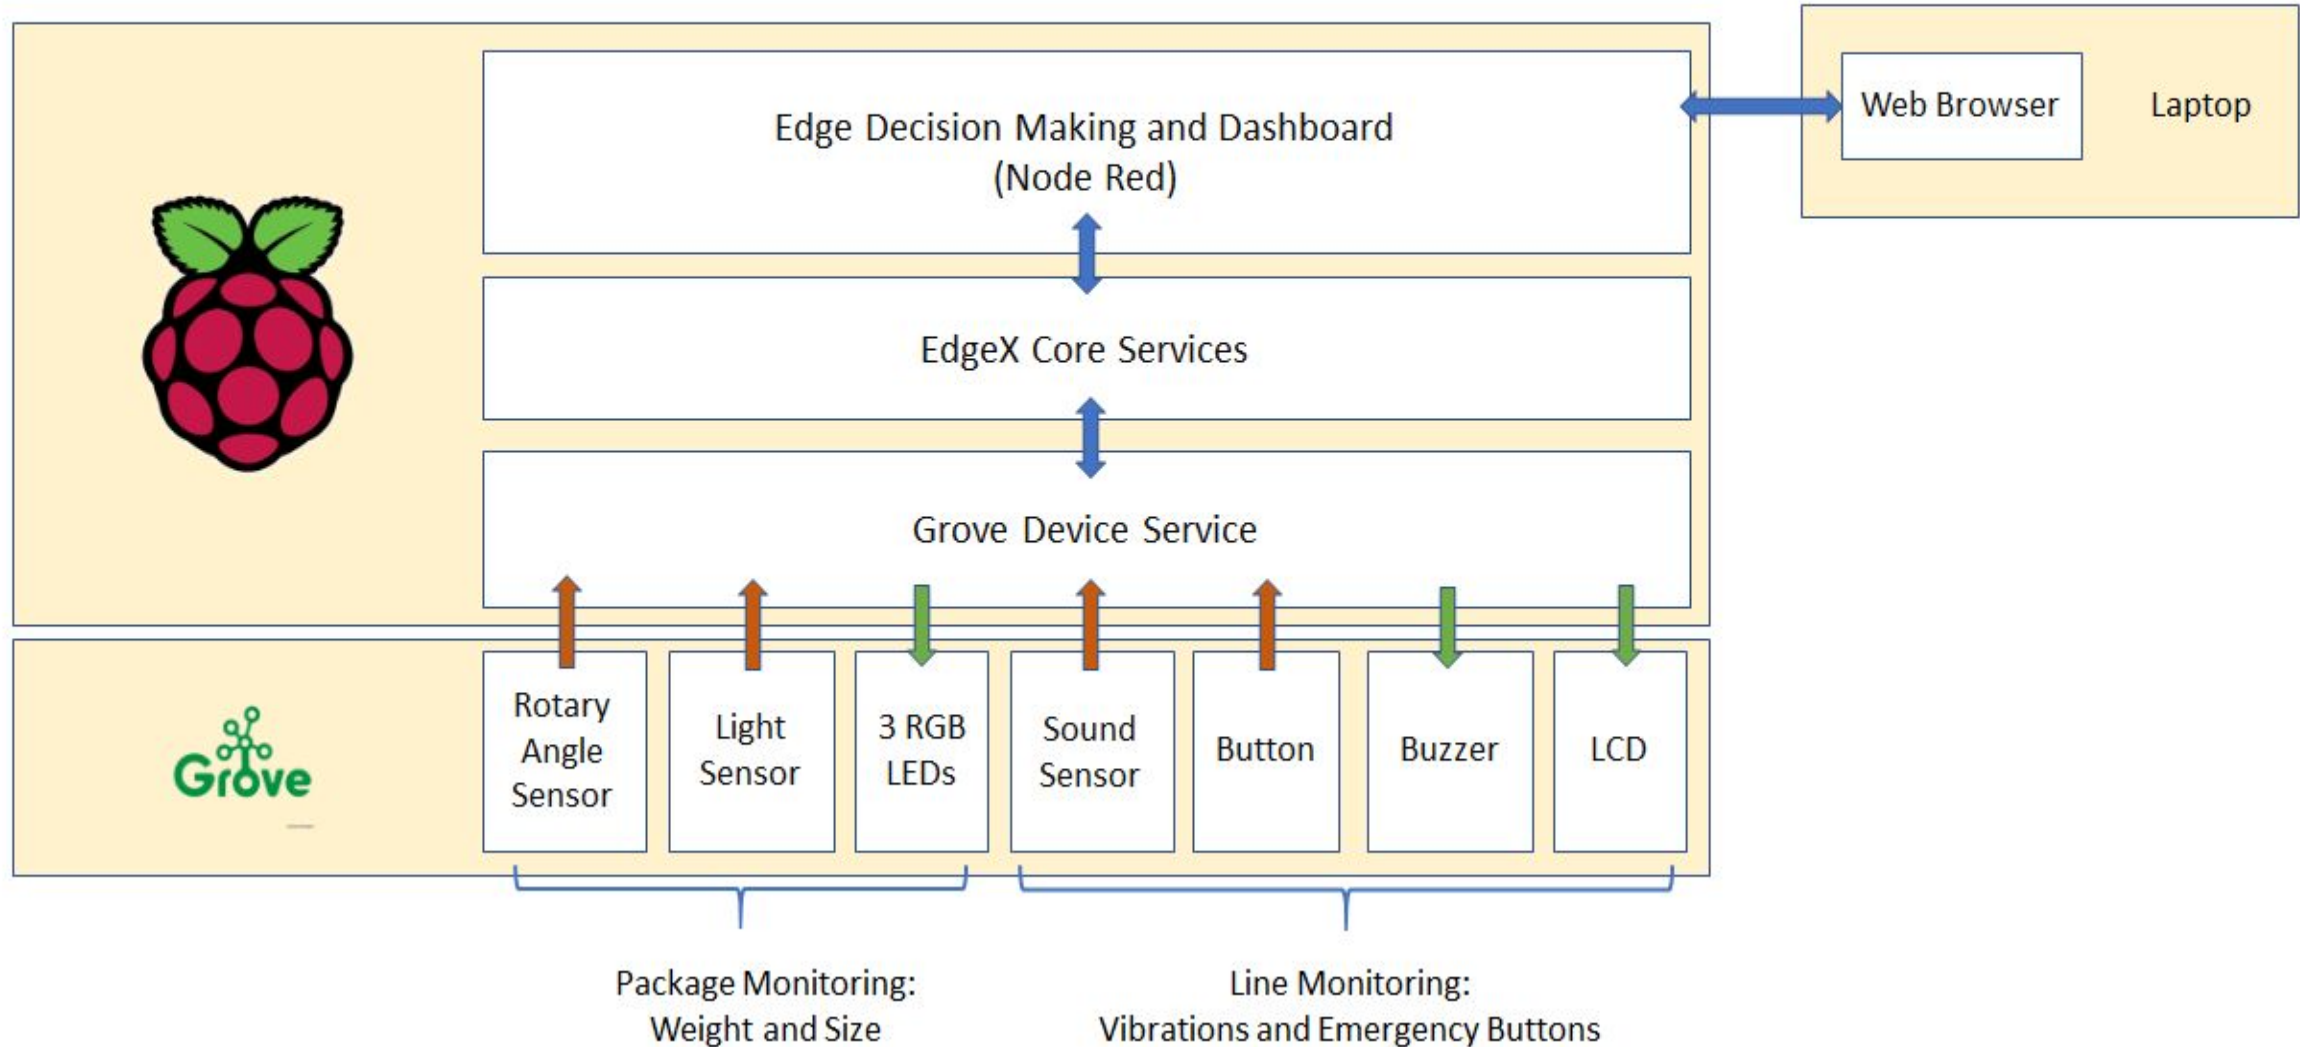 Edge Decision Making and Dashboard
(Node Red)
Web Browser
Laptop
EdgeX Core Services
Grove Device Service
Grove
Rotary
Angle
Sensor
Light
Sensor
3 RGB
LEDs
Sound
Sensor
Button
Buzzer
LCD
Package Monitoring:
Weight and Size
Line Monitoring:
Vibrations and Emergency Buttons